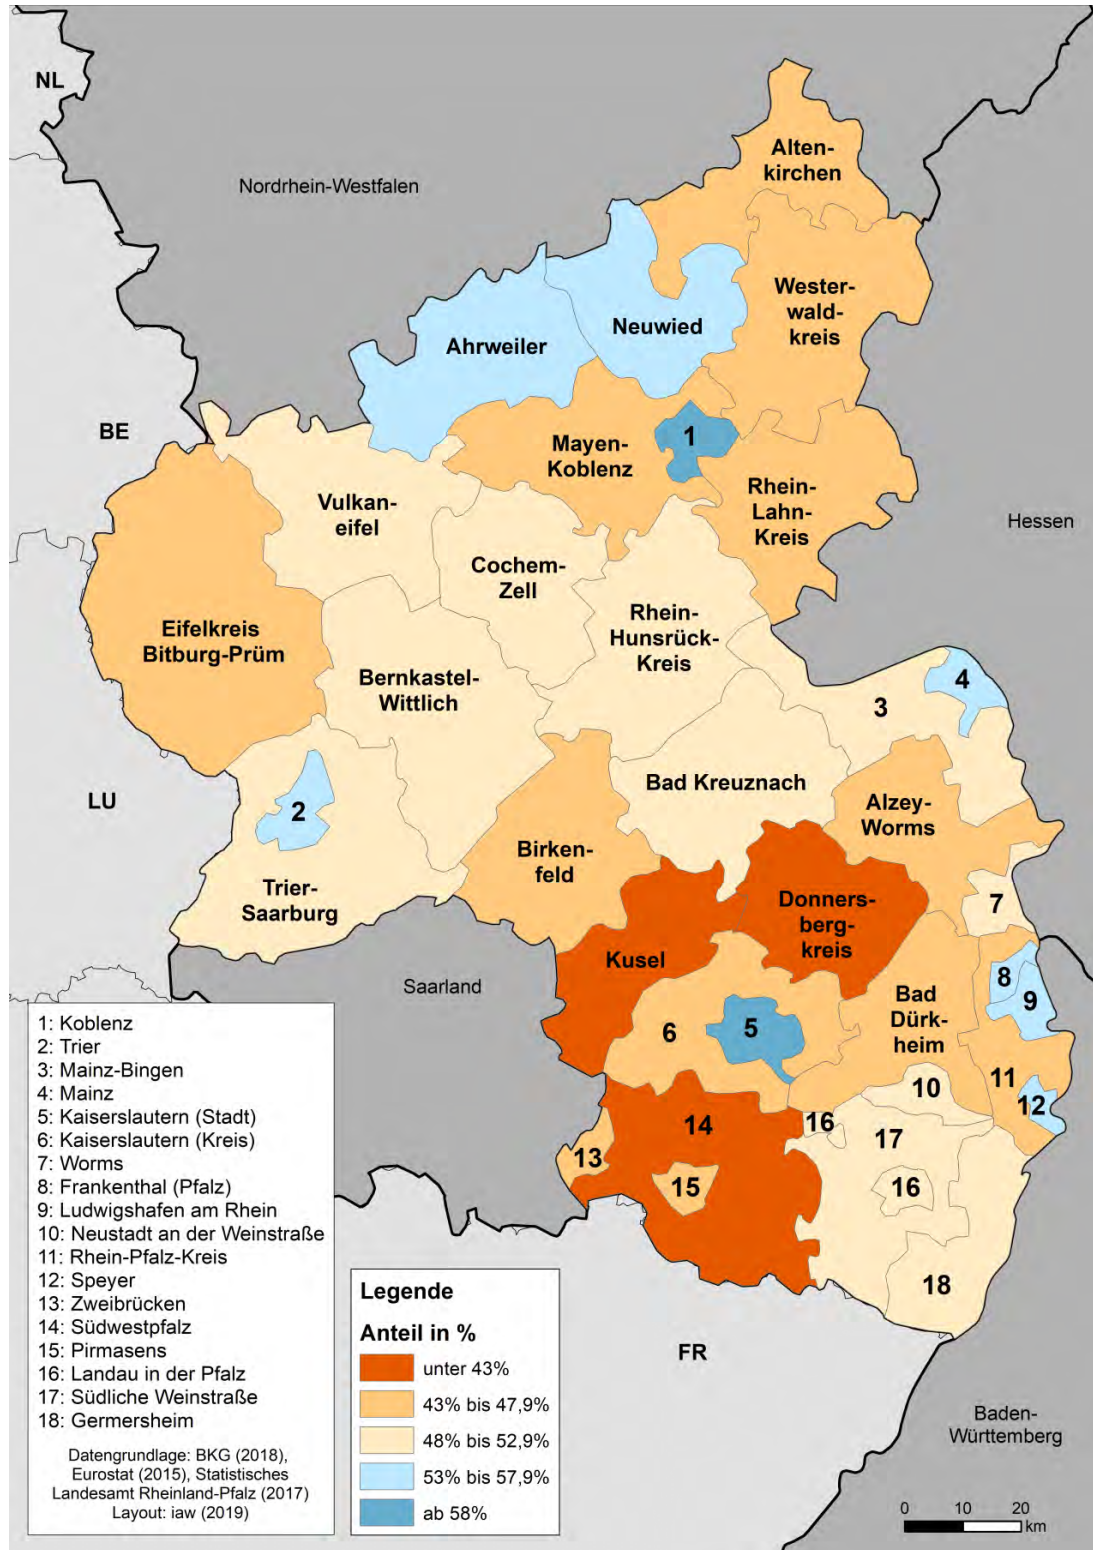 NL
Nordrhein-Westfalen
Alten-
kirchen
Wester-
wald-
kreis
Neuwied
Ahrweiler
BE
1
Mayen-
Koblenz
Rhein-
Lahn-
Kreis
Hessen
Vulkan-
eifel
Cochem-
Zell
Rhein-
Hunsrück-
Kreis
Eifelkreis
Bitburg-Prüm
Bernkastel-
Wittlich
4
3
Bad Kreuznach
LU
2
Alzey-
Worms
Birken-
feld
Trier-
Saarburg
Donners-
berg-
kreis
7
Kusel
Saarland
8
9
Bad
Dürk-
heim
6
5
11
10
12
16
14
17
13
15
16
18
FR
Baden-
Württemberg
1: Koblenz
2: Trier
3: Mainz-Bingen
4: Mainz
5: Kaiserslautern (Stadt)
6: Kaiserslautern (Kreis)
7: Worms
8: Frankenthal (Pfalz)
9: Ludwigshafen am Rhein
10: Neustadt an der Weinstraße
11: Rhein-Pfalz-Kreis
12: Speyer
13: Zweibrücken
14: Südwestpfalz
15: Pirmasens
16: Landau in der Pfalz
17: Südliche Weinstraße
18: Germersheim
Datengrundlage: BKG (2018),
Eurostat (2015), Statistisches
Landesamt Rheinland-Pfalz (2017)
Layout: iaw (2019)
Legende
Anteil in %
unter 43%
43% bis 47,9%
48% bis 52,9%
53% bis 57,9%
ab 58%
0 10 20
km